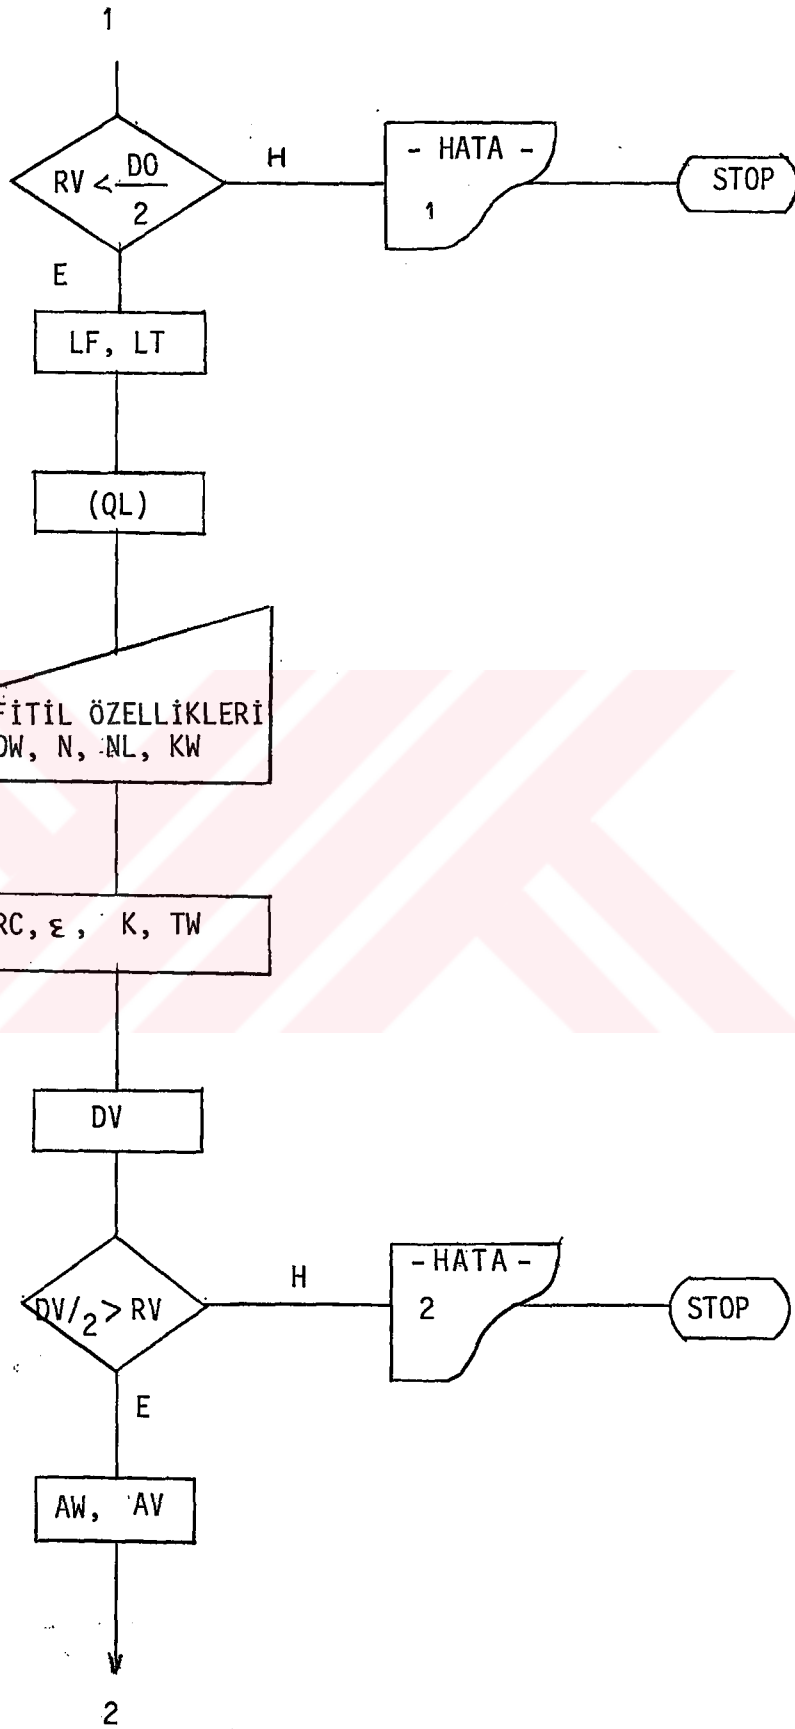 1
RV < DO
2
H
- HATA -
1
STOP
E
LF, LT
(QL)
FİTİL ÖZELLİKLERİ
DW, N, NL, KW
RC, ε, K, TW
DV
DV/2 > RV
H
- HATA -
2
STOP
E
AW, AV
2